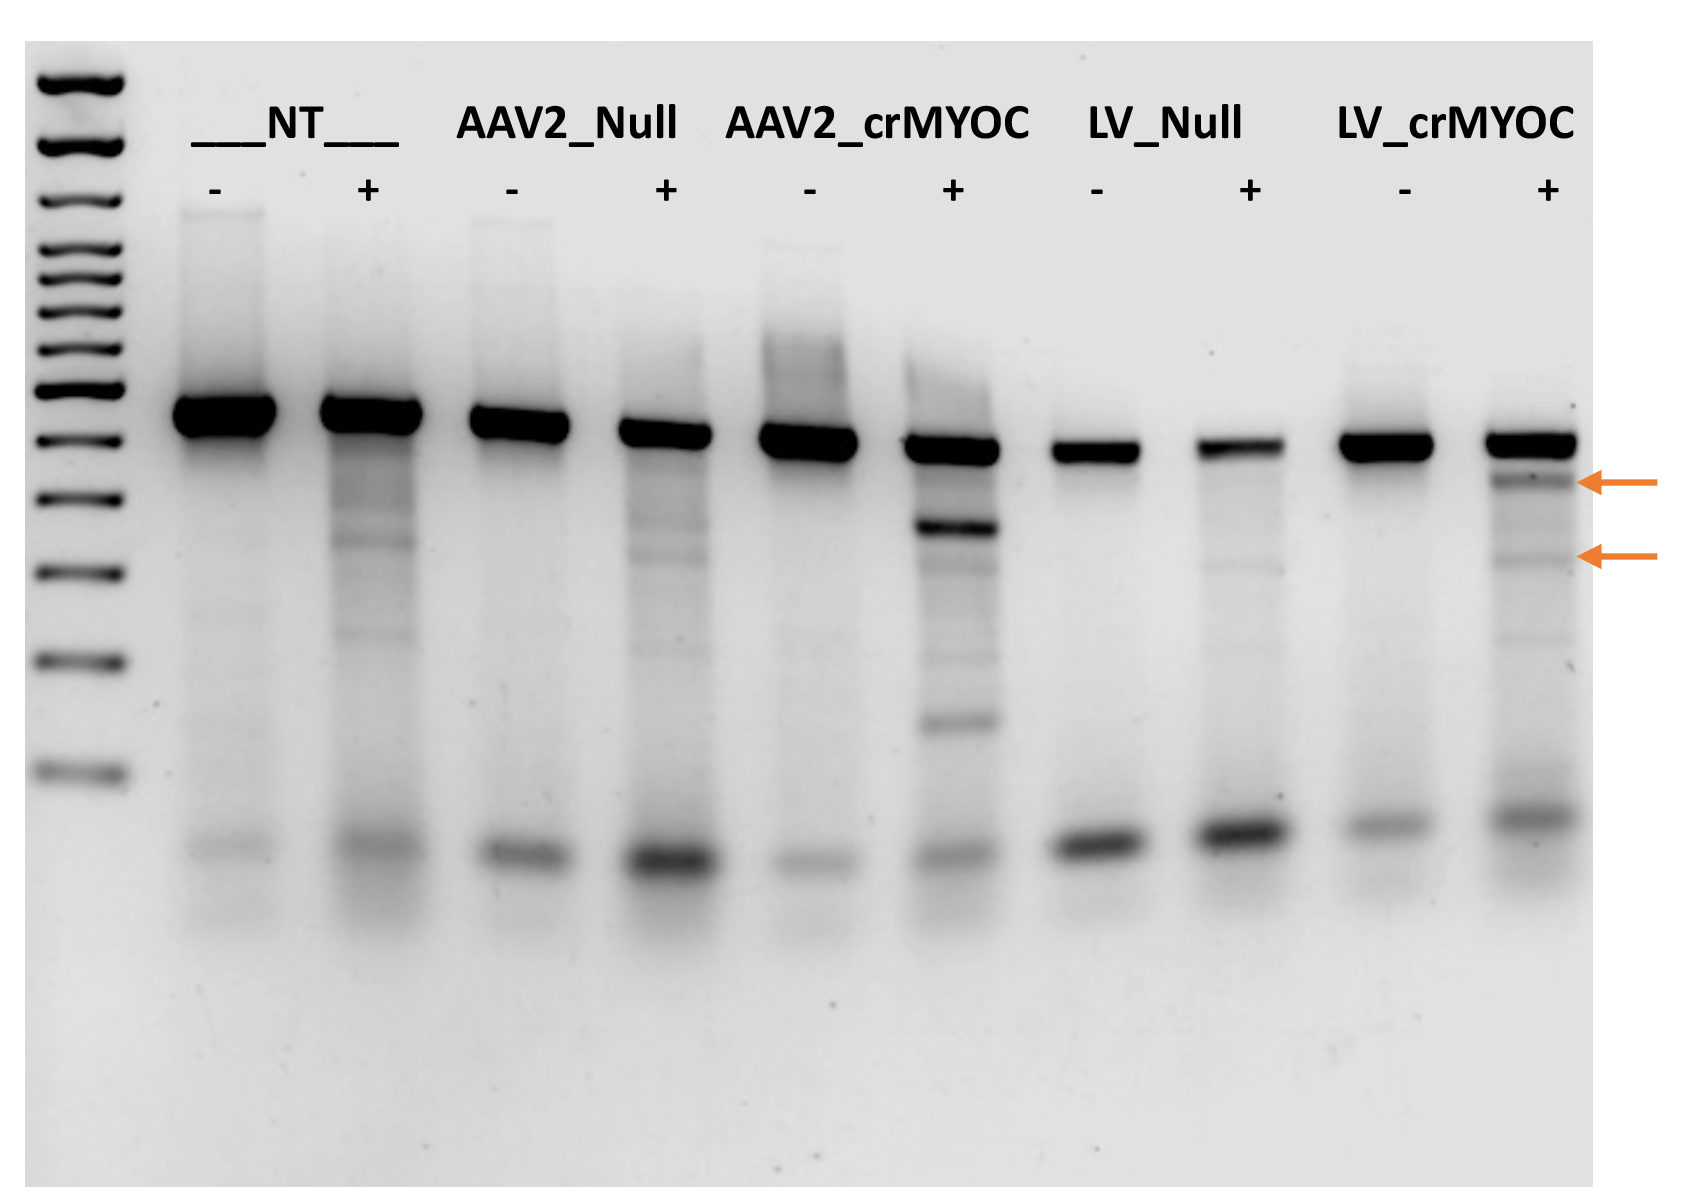 ___NT___ AAV2_Null AAV2_crMYOC LV_Null LV_crMYOC
- + - + - + - + - +